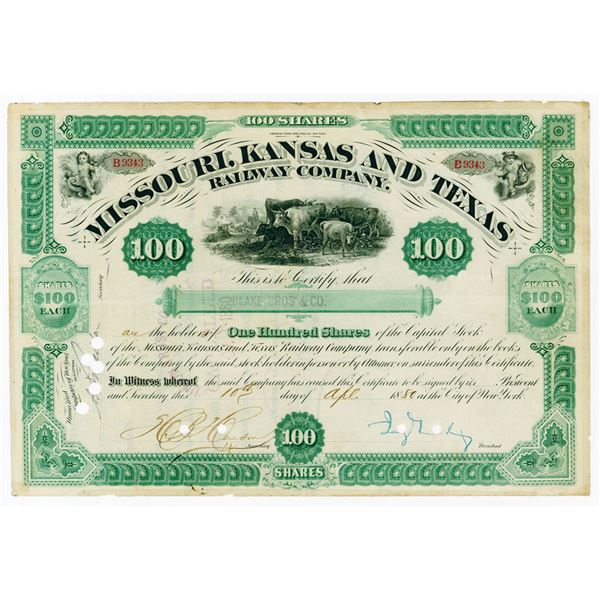 100 SHARES
B9343 B9343
MISSOURI, KANSAS AND TEXAS
RAILWAY COMPANY.
100 100
This is to Certify, that
SHARES $100 EACH
BLAKE BROS & CO.
SHARES $100 EACH
are the holders of One Hundred Shares of the Capital Stock
of the Missouri Kansas and Texas Railway Company, transferable only on the books
of the Company by the said stock holders in person or by Attorney on surrender of this Certificate.
In Witness whereof the said Company has caused this Certificate to be signed by its President
and Secretary this 10th day of Apl 1880 at the City of New York.
Secretary
100
SHARES
President